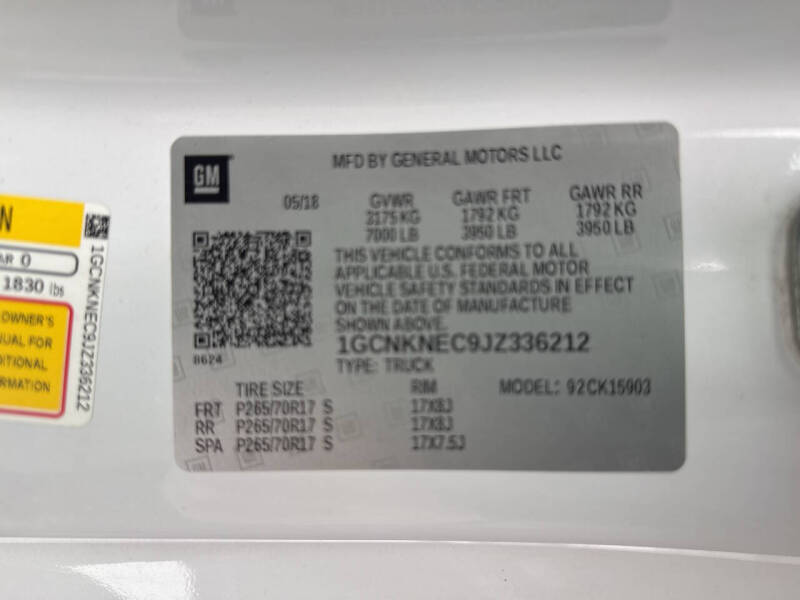 GM
MFD BY GENERAL MOTORS LLC
05/18 GVWR GAWR FRT GAWR RR
3175 KG 1792 KG 1792 KG
7000 LB 3950 LB 3950 LB
THIS VEHICLE CONFORMS TO ALL
APPLICABLE U.S. FEDERAL MOTOR
VEHICLE SAFETY STANDARDS IN EFFECT
ON THE DATE OF MANUFACTURE
SHOWN ABOVE.
8624
1GCNKNEC9JZ336212
TYPE: TRUCK
TIRE SIZE RIM MODEL: 92CK15903
FRT P265/70R17 S 17X8J
RR P265/70R17 S 17X8J
SPA P265/70R17 S 17X7.5J
N
AR 0
1830 lbs
OWNER'S
UAL FOR
DITIONAL
RMATION
1GCNKNEC9JZ336212